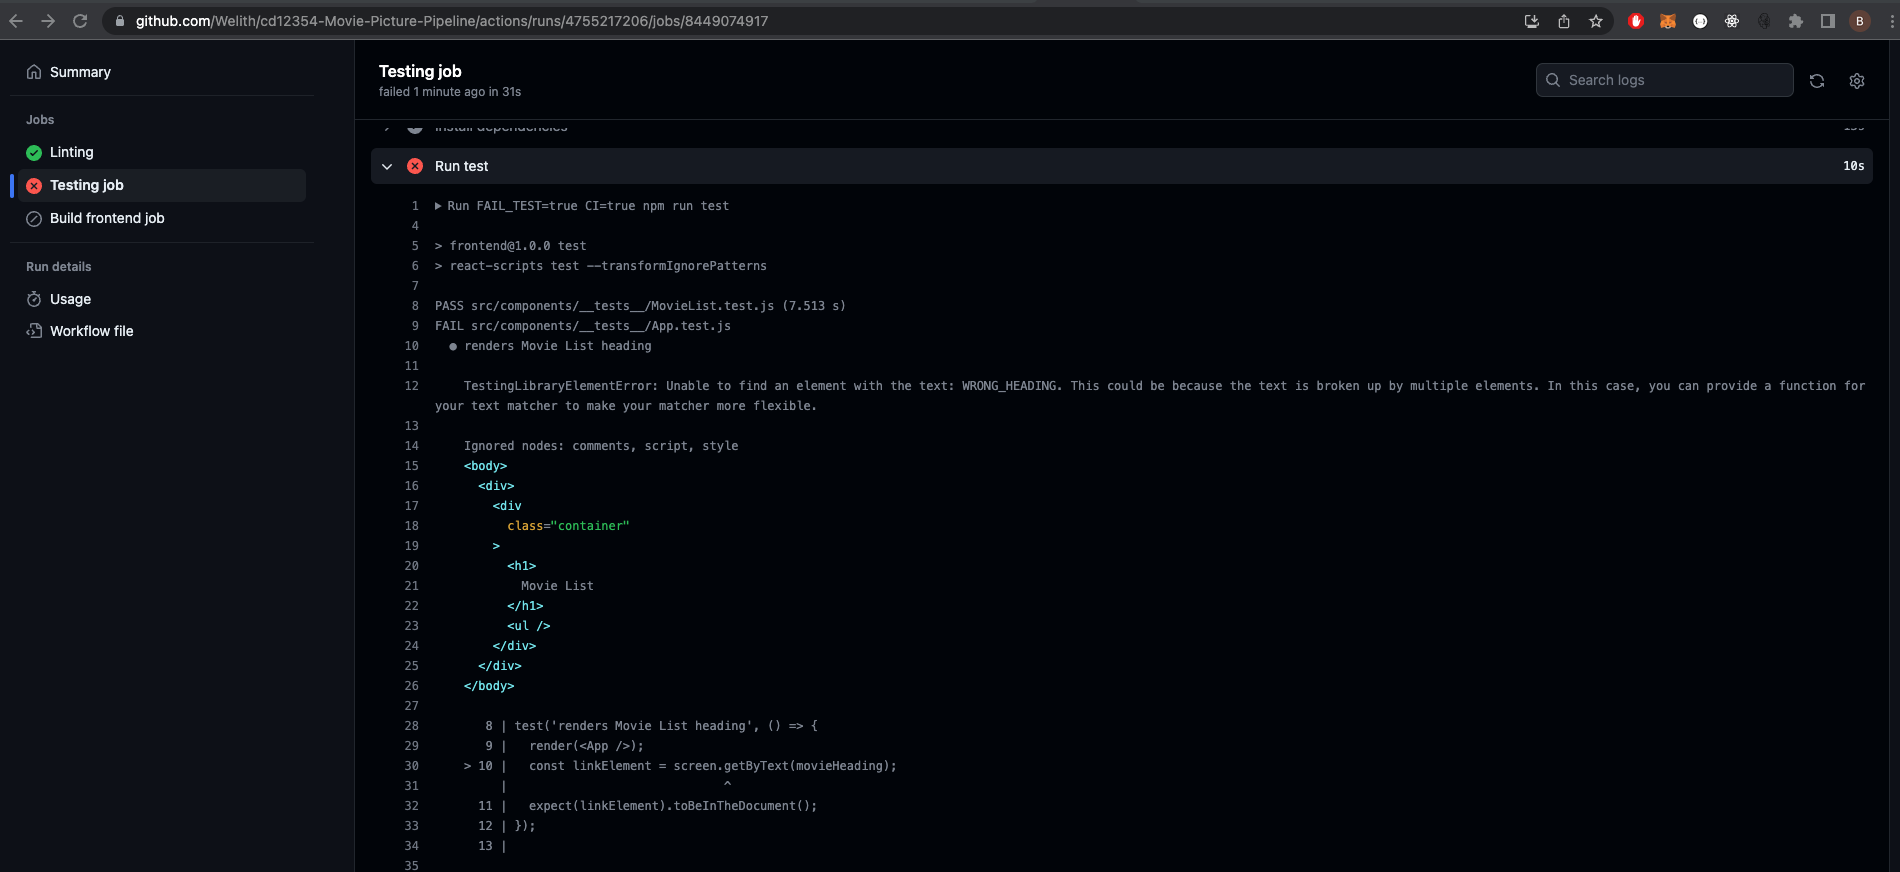 github.com/Welith/cd12354-Movie-Picture-Pipeline/actions/runs/4755217206/jobs/8449074917
B
Summary
Jobs
Linting
Testing job
Build frontend job
Run details
Usage
Workflow file
Testing job
failed 1 minute ago in 31s
Search logs
Install dependencies
Run test
10s
1 Run FAIL_TEST=true CI=true npm run test
4
5 > frontend@1.0.0 test
6 > react-scripts test --transformIgnorePatterns
7
8 PASS src/components/__tests__/MovieList.test.js (7.513 s)
9 FAIL src/components/__tests__/App.test.js
10 ● renders Movie List heading
11
12 TestingLibraryElementError: Unable to find an element with the text: WRONG_HEADING. This could be because the text is broken up by multiple elements. In this case, you can provide a function for
your text matcher to make your matcher more flexible.
13
14 Ignored nodes: comments, script, style
15 <body>
16 <div>
17 <div
18 class="container"
19 >
20 <h1>
21 Movie List
22 </h1>
23 <ul />
24 </div>
25 </div>
26 </body>
27
28 8 | test('renders Movie List heading', () => {
29 9 | render(<App />);
30 > 10 | const linkElement = screen.getByText(movieHeading);
31 | ^
32 11 | expect(linkElement).toBeInTheDocument();
33 12 | });
34 13 |
35